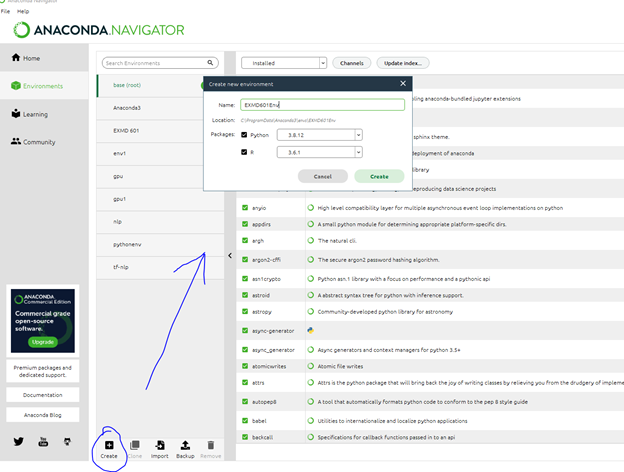 Anaconda Navigator
File Help
ANACONDA.NAVIGATOR
Home
Environments
Learning
Community
ANACONDA
Commercial Edition
Commercial grade
open-source
software.
Upgrade
Premium packages and
dedicated support.
Documentation
Anaconda Blog
Search Environments
base (root)
Anaconda3
EXMD 601
env1
gpu
gpu1
nlp
pythonenv
tf-nlp
Create
Clone
Import
Backup
Remove
Installed
Channels
Update index...
Create new environment
Name: EXMD601Env
Location: C:\ProgramData\Anaconda3\envs\EXMD601Env
Packages: Python 3.8.12
R 3.6.1
Cancel Create
oling anaconda-bundled jupyter extensions
sphinx theme.
deployment of anaconda
library
reproducing data science projects
anyio High level compatibility layer for multiple asynchronous event loop implementations on python
appdirs A small python module for determining appropriate platform-specific dirs.
argh The natural cli.
argon2-cffi The secure argon2 password hashing algorithm.
asn1crypto Python asn.1 library with a focus on performance and a pythonic api
astroid A abstract syntax tree for python with inference support.
astropy Community-developed python library for astronomy
async-generator
async_generator Async generators and context managers for python 3.5+
atomicwrites Atomic file writes
attrs Attrs is the python package that will bring back the joy of writing classes by relieving you from the drudgery of impleme
autopep8 A tool that automatically formats python code to conform to the pep 8 style guide
babel Utilities to internationalize and localize python applications
backcall Specifications for callback functions passed in to an api